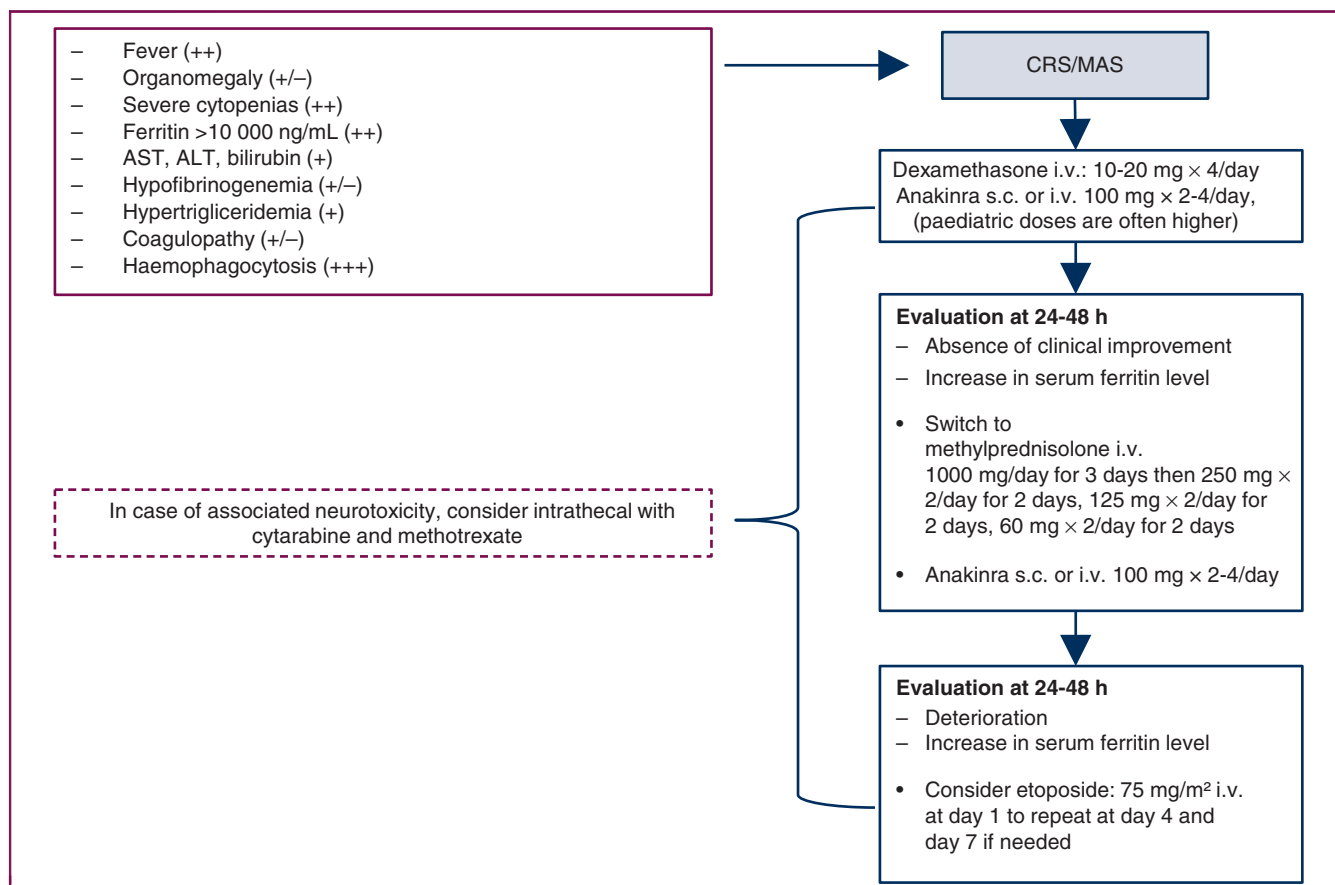 – Fever (++)
– Organomegaly (+/–)
– Severe cytopenias (++)
– Ferritin >10 000 ng/mL (++)
– AST, ALT, bilirubin (+)
– Hypofibrinogenemia (+/–)
– Hypertrigliceridemia (+)
– Coagulopathy (+/–)
– Haemophagocytosis (+++)
CRS/MAS
Dexamethasone i.v.: 10-20 mg × 4/day
Anakinra s.c. or i.v. 100 mg × 2-4/day,
(paediatric doses are often higher)
Evaluation at 24-48 h
– Absence of clinical improvement
– Increase in serum ferritin level
• Switch to
methylprednisolone i.v.
1000 mg/day for 3 days then 250 mg ×
2/day for 2 days, 125 mg × 2/day for
2 days, 60 mg × 2/day for 2 days
• Anakinra s.c. or i.v. 100 mg × 2-4/day
In case of associated neurotoxicity, consider intrathecal with
cytarabine and methotrexate
Evaluation at 24-48 h
– Deterioration
– Increase in serum ferritin level
• Consider etoposide: 75 mg/m² i.v.
at day 1 to repeat at day 4 and
day 7 if needed